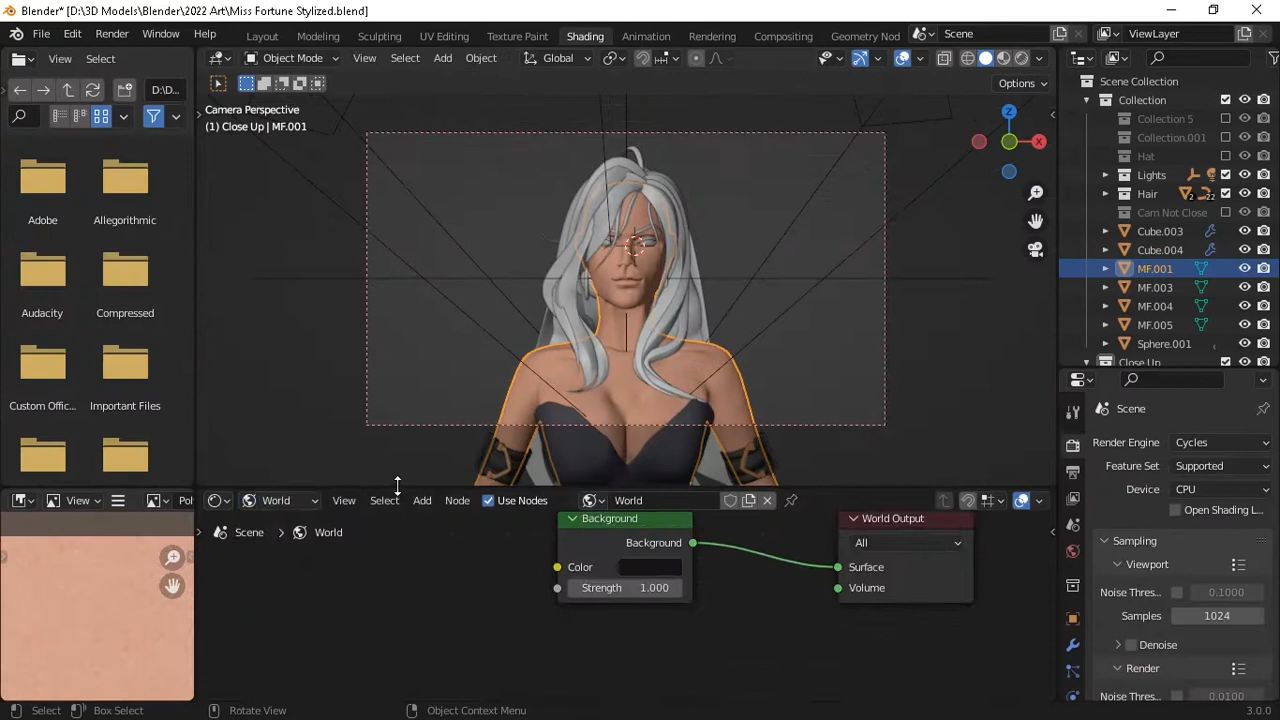 Blender* [D:\3D Models\Blender\2022 Art\Miss Fortune Stylized.blend]
File Edit Render Window Help Layout Modeling Sculpting UV Editing Texture Paint Shading Animation Rendering Compositing Geometry Nod Scene ViewLayer
View Select Object Mode View Select Add Object Global
D:\D... Options
Camera Perspective
(1) Close Up | MF.001
Z
X
Adobe Allegorithmic
Audacity Compressed
Custom Offic... Important Files
Scene Collection
Collection
Collection 5
Collection.001
Hat
Lights
Hair 2 22
Cam Not Close
Cube.003
Cube.004
MF.001
MF.003
MF.004
MF.005
Sphere.001
Close Up
Scene
Render Engine Cycles
Feature Set Supported
Device CPU
Open Shading L...
Sampling
Viewport
Noise Thres... 0.1000
Samples 1024
Denoise
Render
Noise Thres... 0.0100
View Pol World View Select Add Node Use Nodes World
Scene World
Background
Background
Color
Strength 1.000
World Output
All
Surface
Volume
Select Box Select Rotate View Object Context Menu 3.0.0